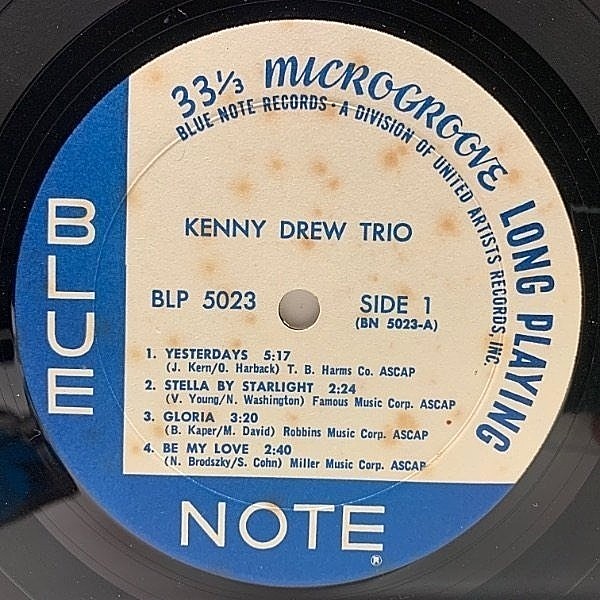 33⅓ MICROGROOVE LONG PLAYING
BLUE NOTE RECORDS · A DIVISION OF UNITED ARTISTS RECORDS, INC.
KENNY DREW TRIO
BLP 5023
SIDE 1
(BN 5023-A)
1. YESTERDAYS 5:17
(J. Kern/O. Harback) T. B. Harms Co. ASCAP
2. STELLA BY STARLIGHT 2:24
(V. Young/N. Washington) Famous Music Corp. ASCAP
3. GLORIA 3:20
(B. Kaper/M. David) Robbins Music Corp. ASCAP
4. BE MY LOVE 2:40
(N. Brodszky/S. Cohn) Miller Music Corp. ASCAP
BLUE
NOTE®